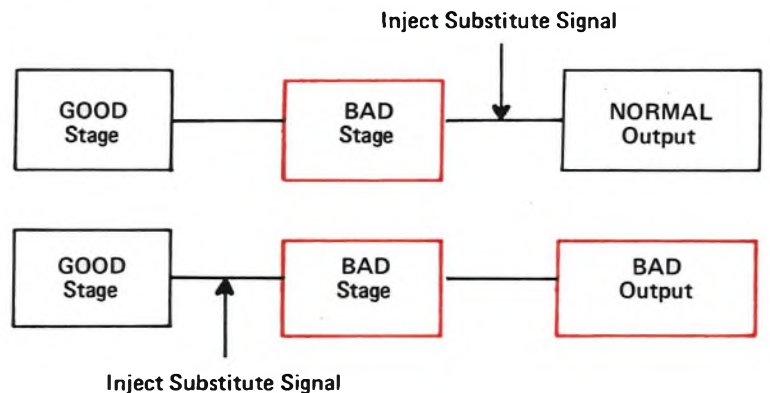 Inject Substitute Signal
GOOD
Stage
BAD
Stage
NORMAL
Output
GOOD
Stage
BAD
Stage
BAD
Output
Inject Substitute Signal